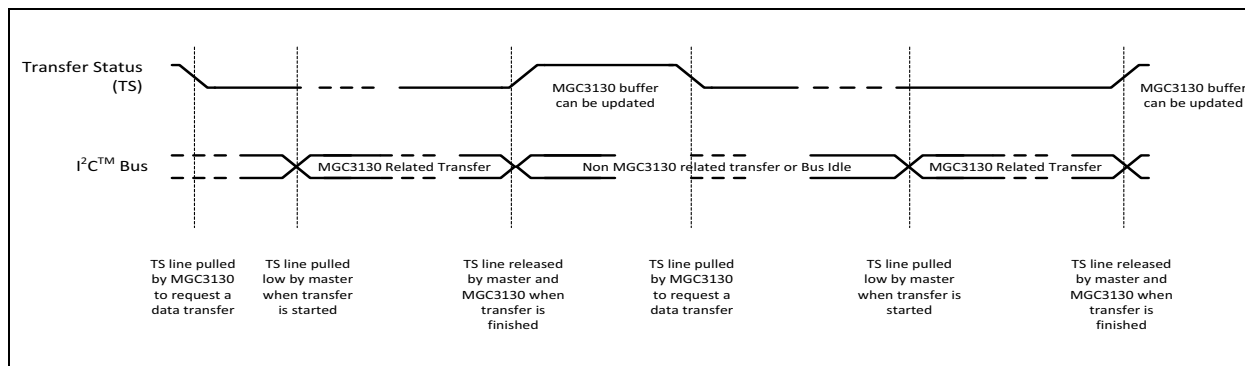 Transfer Status
(TS)
MGC3130 buffer
can be updated
MGC3130 buffer
can be updated
I²C™ Bus
MGC3130 Related Transfer
Non MGC3130 related transfer or Bus Idle
MGC3130 Related Transfer
TS line pulled
by MGC3130
to request a
data transfer
TS line pulled
low by master
when transfer
is started
TS line released
by master and
MGC3130 when
transfer is
finished
TS line pulled
by MGC3130
to request a
data transfer
TS line pulled
low by master
when transfer is
started
TS line released
by master and
MGC3130 when
transfer is
finished